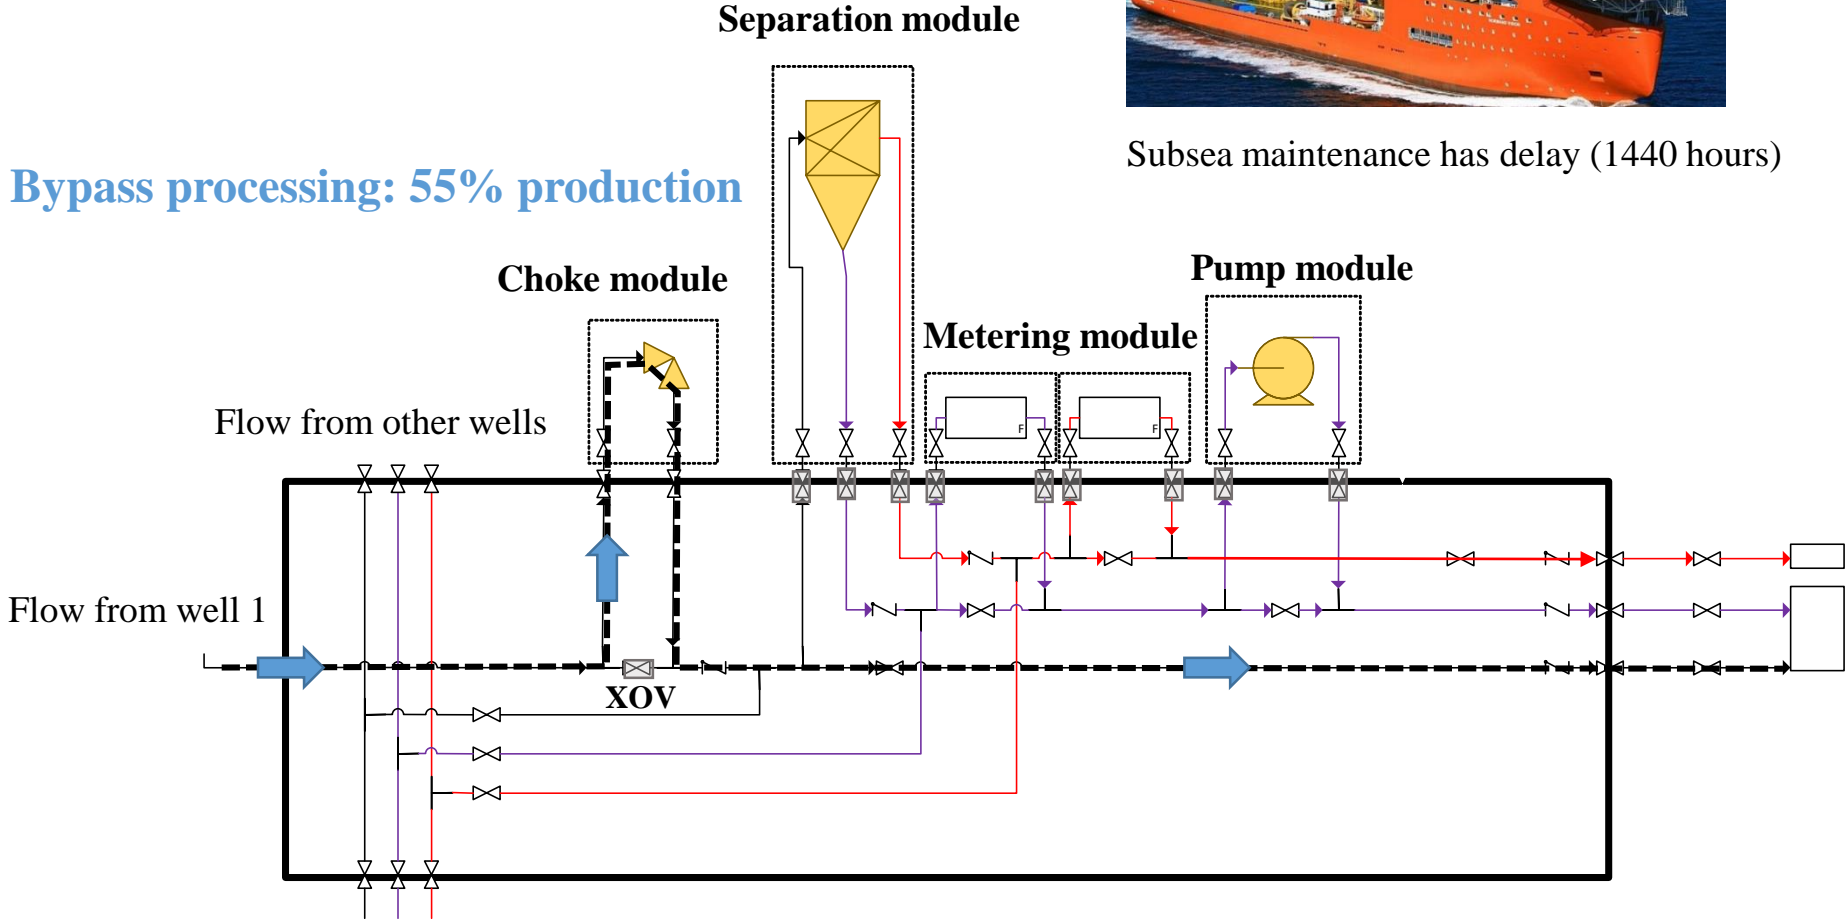 Separation module
Subsea maintenance has delay (1440 hours)
Bypass processing: 55% production
Choke module
Pump module
Metering module
Flow from other wells
F
F
Flow from well 1
XOV